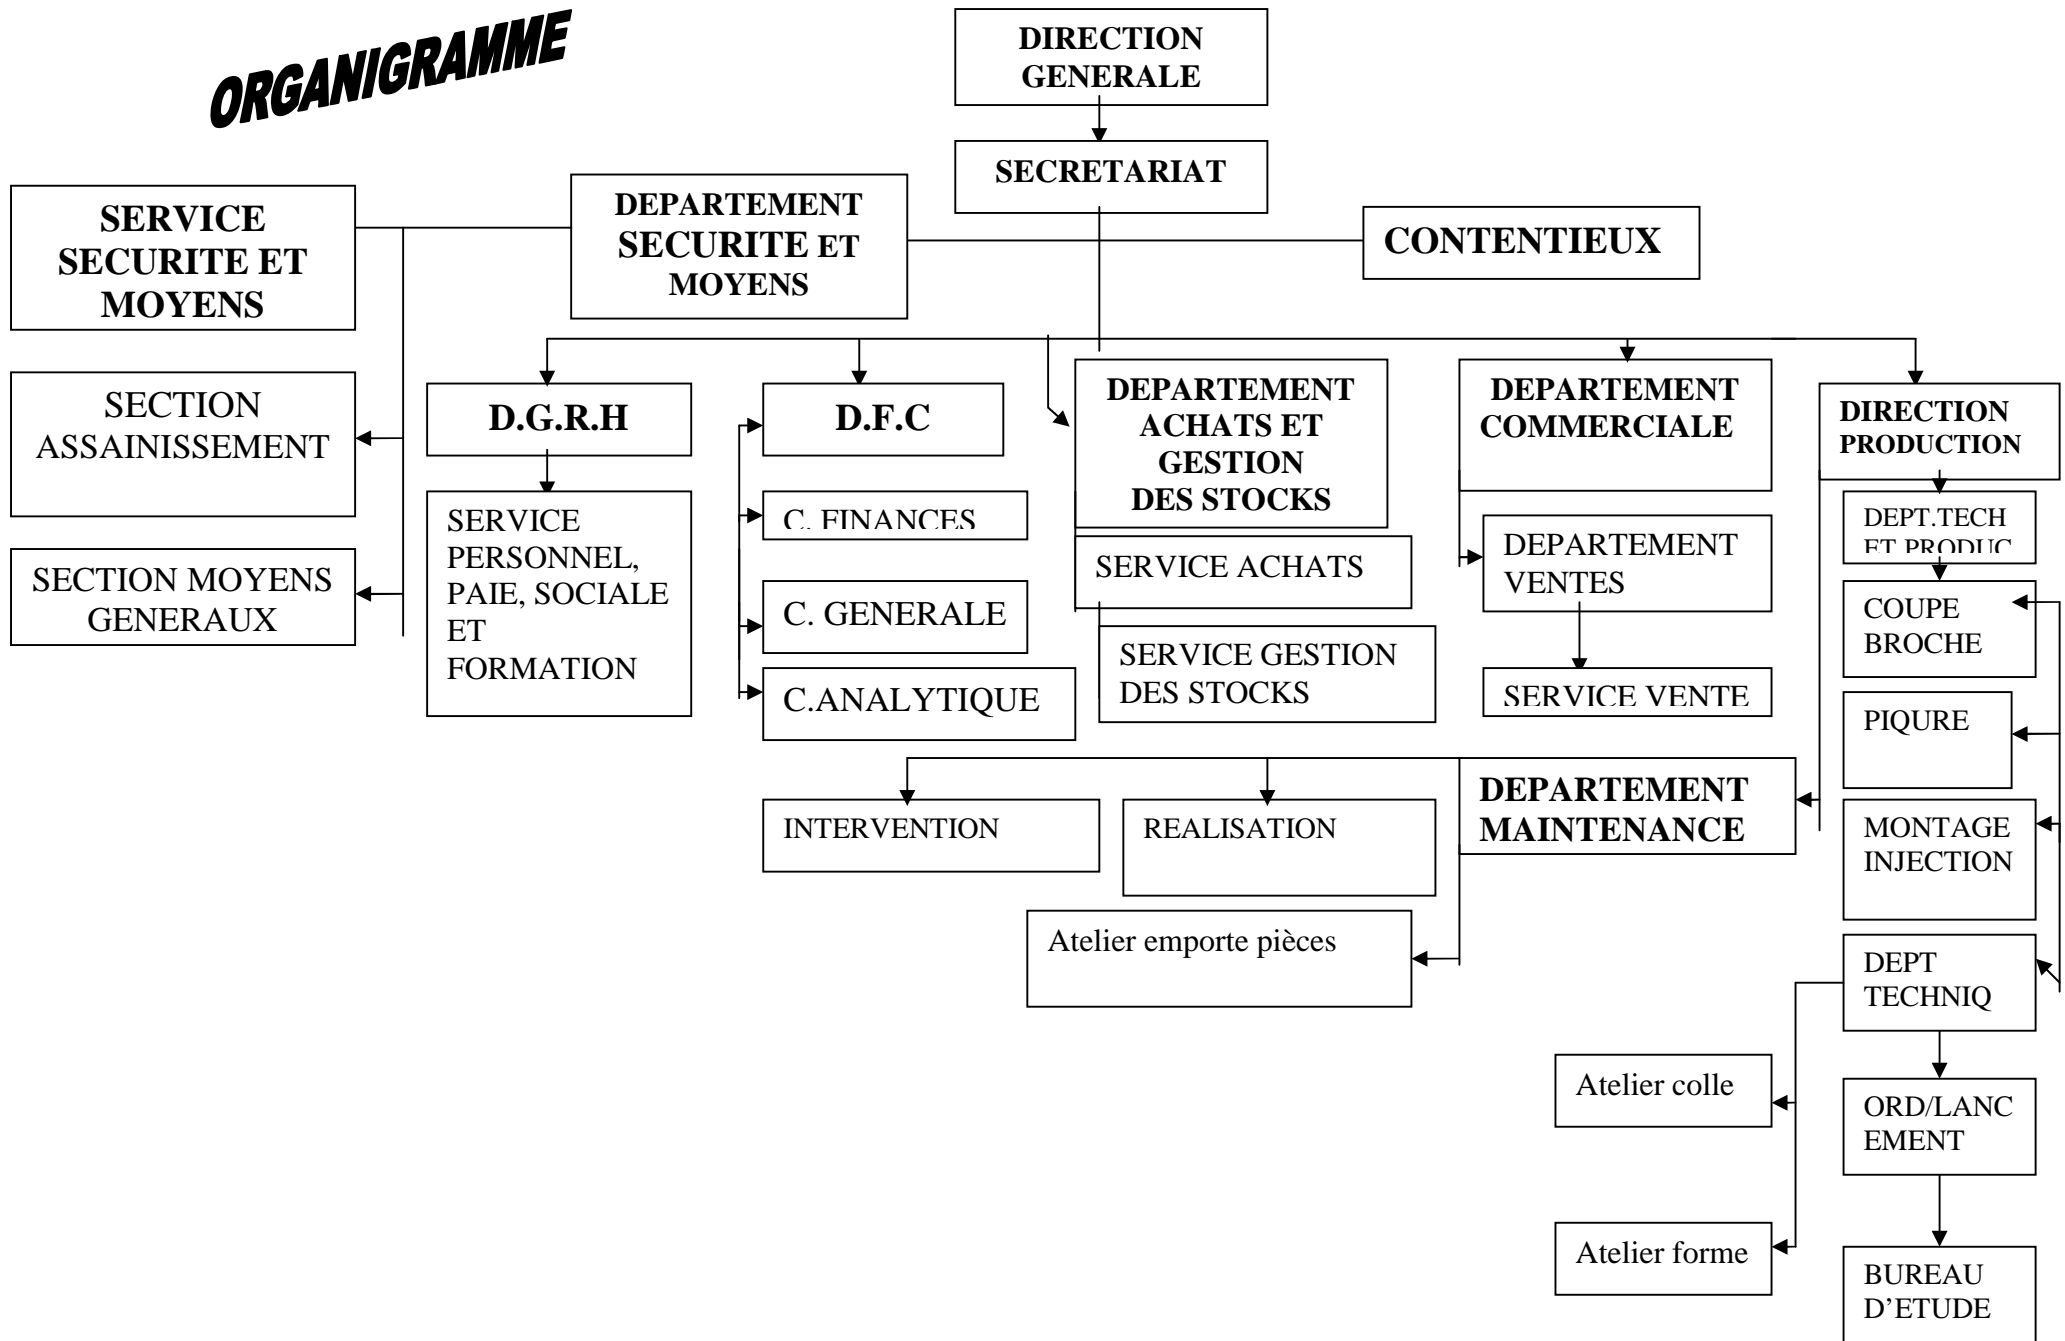 ORGANIGRAMME
DIRECTION
GENERALE
SECRETARIAT
SERVICE
SECURITE ET
MOYENS
DEPARTEMENT
SECURITE ET
MOYENS
CONTENTIEUX
SECTION
ASSAINISSEMENT
SECTION MOYENS
GENERAUX
D.G.R.H
SERVICE
PERSONNEL,
PAIE, SOCIALE
ET
FORMATION
D.F.C
C. FINANCES
C. GENERALE
C.ANALYTIQUE
DEPARTEMENT
ACHATS ET
GESTION
DES STOCKS
SERVICE ACHATS
SERVICE GESTION
DES STOCKS
DEPARTEMENT
COMMERCIALE
DEPARTEMENT
VENTES
SERVICE VENTE
DIRECTION
PRODUCTION
DEPT.TECH
ET PRODUC
COUPE
BROCHE
PIQURE
MONTAGE
INJECTION
DEPARTEMENT
MAINTENANCE
INTERVENTION
REALISATION
Atelier emporte pièces
DEPT
TECHNIQ
Atelier colle
ORD/LANC
EMENT
Atelier forme
BUREAU
D’ETUDE